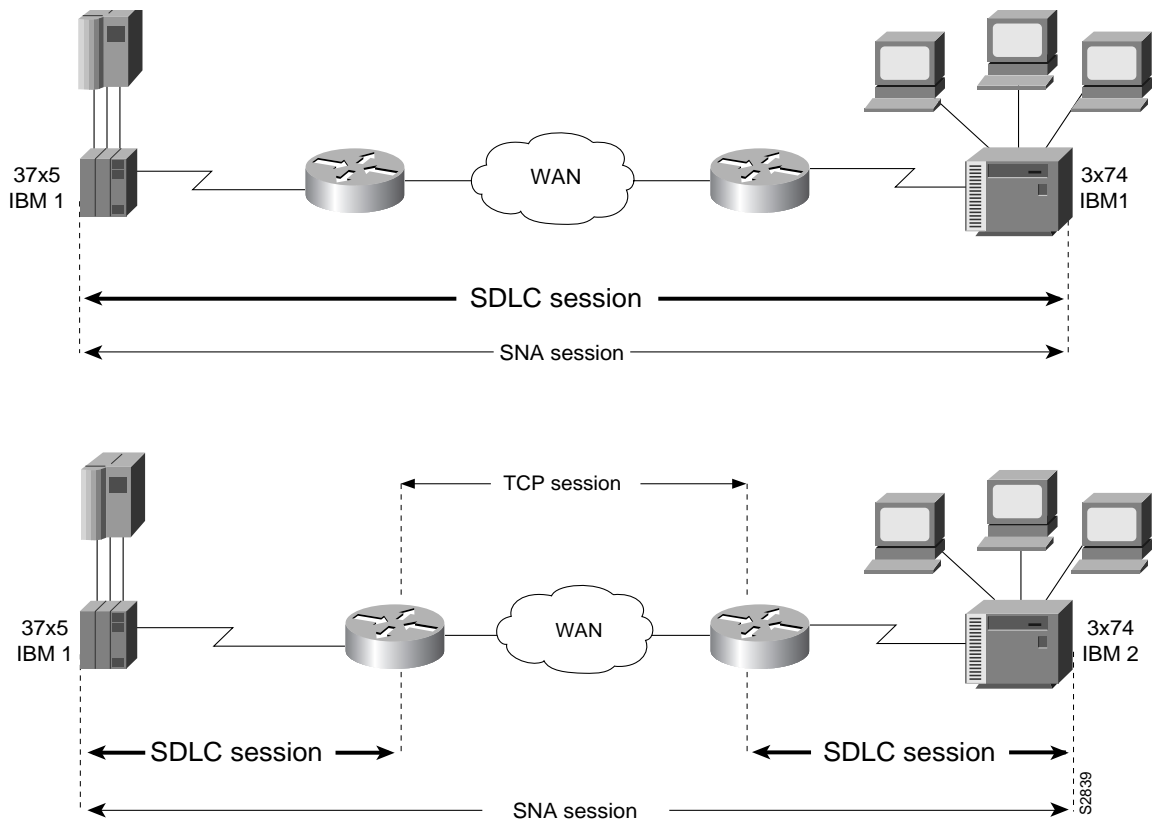 37x5
IBM 1
WAN
3x74
IBM1
SDLC session
SNA session
TCP session
37x5
IBM 1
WAN
3x74
IBM 2
SDLC session
SDLC session
SNA session
S2839